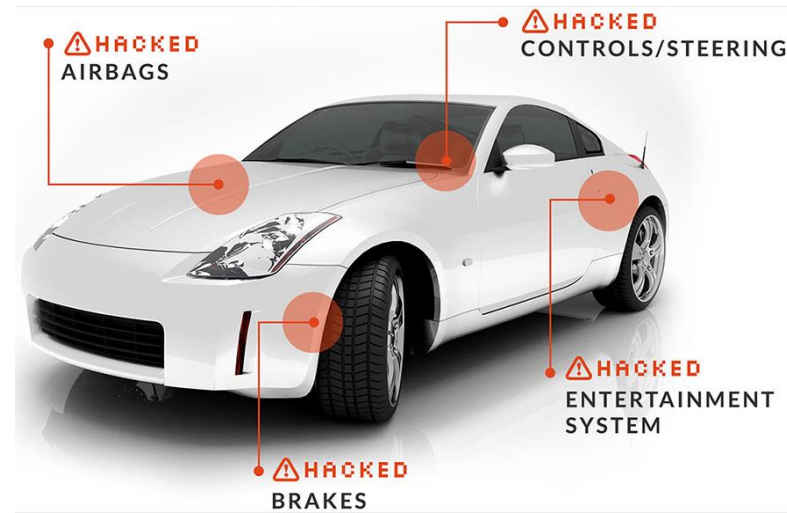 HACKED
AIRBAGS
HACKED
CONTROLS/STEERING
HACKED
ENTERTAINMENT
SYSTEM
HACKED
BRAKES